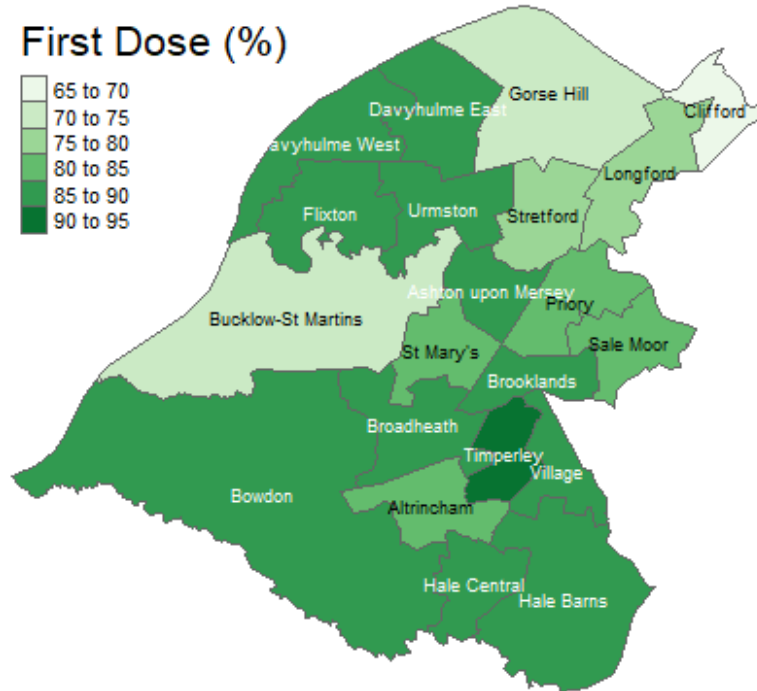 First Dose (%)
65 to 70
70 to 75
75 to 80
80 to 85
85 to 90
90 to 95
Gorse Hill
Davyhulme East
Clifford
avyhulme West
Longford
Flixton
Urmston
Stretford
Ashton upon Mersey
Priory
Bucklow-St Martins
St Mary's
Sale Moor
Brooklands
Broadheath
Timperley
Village
Bowdon
Altrincham
Hale Central
Hale Barns